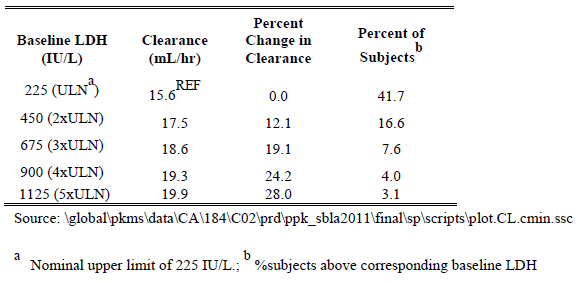 Baseline LDH (IU/L) Clearance (mL/hr) Percent Change in Clearance Percent of Subjects^b
225 (ULN^a) 15.6^REF 0.0 41.7
450 (2xULN) 17.5 12.1 16.6
675 (3xULN) 18.6 19.1 7.6
900 (4xULN) 19.3 24.2 4.0
1125 (5xULN) 19.9 28.0 3.1
Source: \global\pkms\data\CA\184\C02\prd\ppk_sbla2011\final\sp\scripts\plot.CL.cmin.ssc
^a Nominal upper limit of 225 IU/L.; ^b %subjects above corresponding baseline LDH